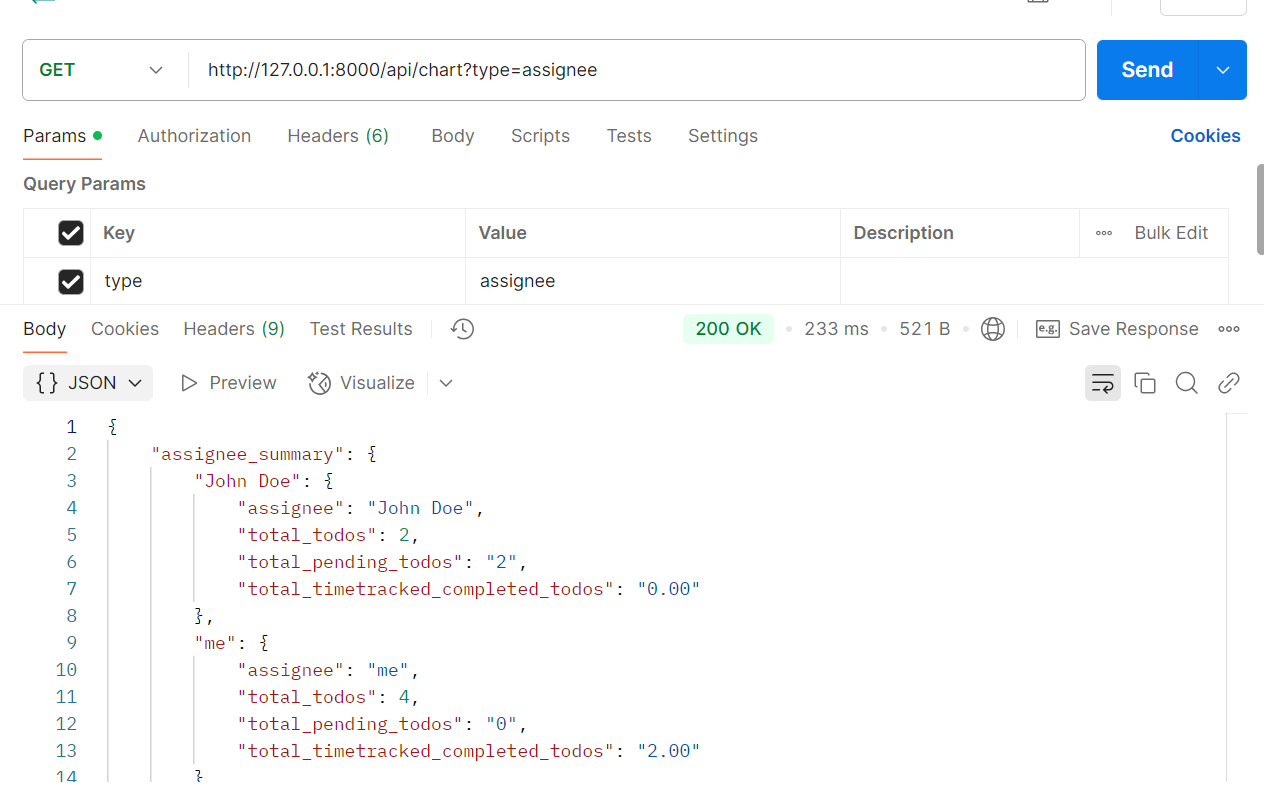 GET http://127.0.0.1:8000/api/chart?type=assignee Send
Params Authorization Headers (6) Body Scripts Tests Settings Cookies
Query Params
Key Value Description Bulk Edit
type assignee
Body Cookies Headers (9) Test Results 200 OK 233 ms 521 B e.g. Save Response
{} JSON Preview Visualize
1 {
2 "assignee_summary": {
3 "John Doe": {
4 "assignee": "John Doe",
5 "total_todos": 2,
6 "total_pending_todos": "2",
7 "total_timetracked_completed_todos": "0.00"
8 },
9 "me": {
10 "assignee": "me",
11 "total_todos": 4,
12 "total_pending_todos": "0",
13 "total_timetracked_completed_todos": "2.00"
14 }